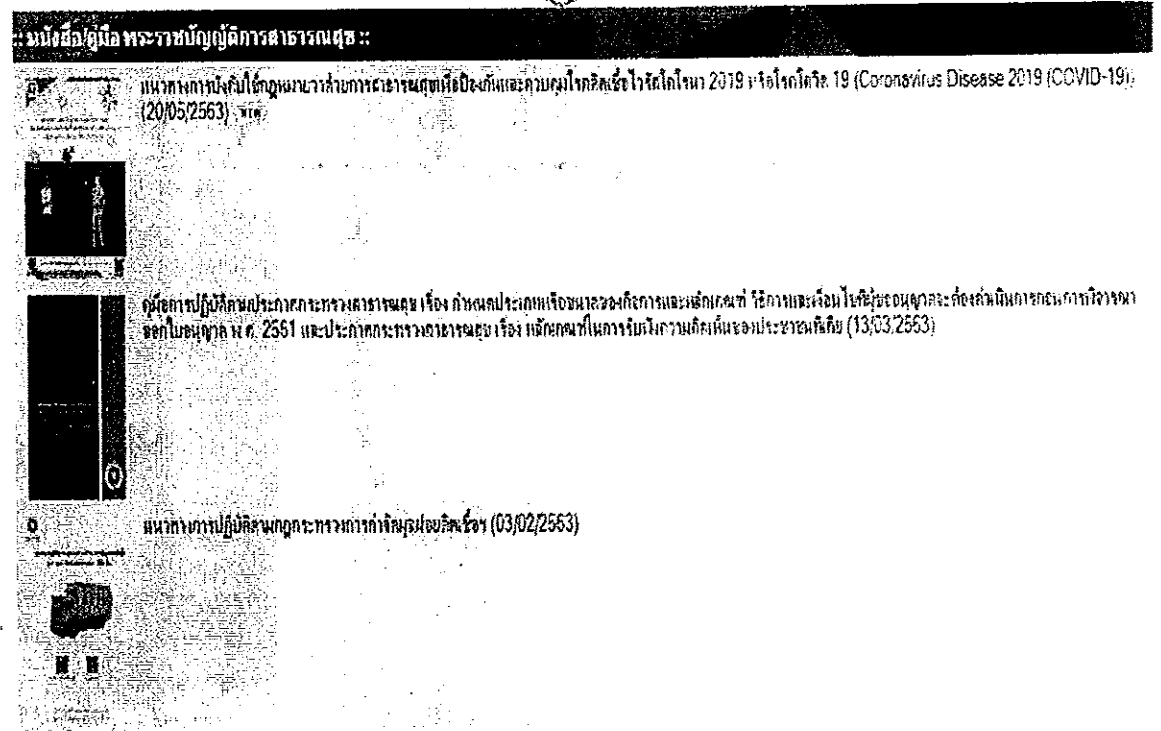 :: หนังสือ/คู่มือ พระราชบัญญัติการสาธารณสุข ::
แนวทางการบังคับใช้กฎหมายว่าด้วยการสาธารณสุขเพื่อป้องกันและควบคุมโรคติดเชื้อไวรัสโคโรนา 2019 หรือโรคโควิด 19 (Coronavirus Disease 2019 (COVID-19))
(20/05/2563)
คู่มือการปฏิบัติตามประกาศกระทรวงสาธารณสุข เรื่อง กำหนดประเภทหรือขนาดของกิจการและหลักเกณฑ์ วิธีการและเงื่อนไขที่ผู้ขออนุญาตจะต้องดำเนินการก่อนการพิจารณา
ออกใบอนุญาต พ.ศ. 2561 และประกาศกระทรวงสาธารณสุข เรื่อง หลักเกณฑ์ในการรับฟังความคิดเห็นของประชาชนที่เกี่ย (13/03/2563)
แนวทางการปฏิบัติตามกฎกระทรวงการกำจัดมูลฝอยติดเชื้อฯ (03/02/2563)